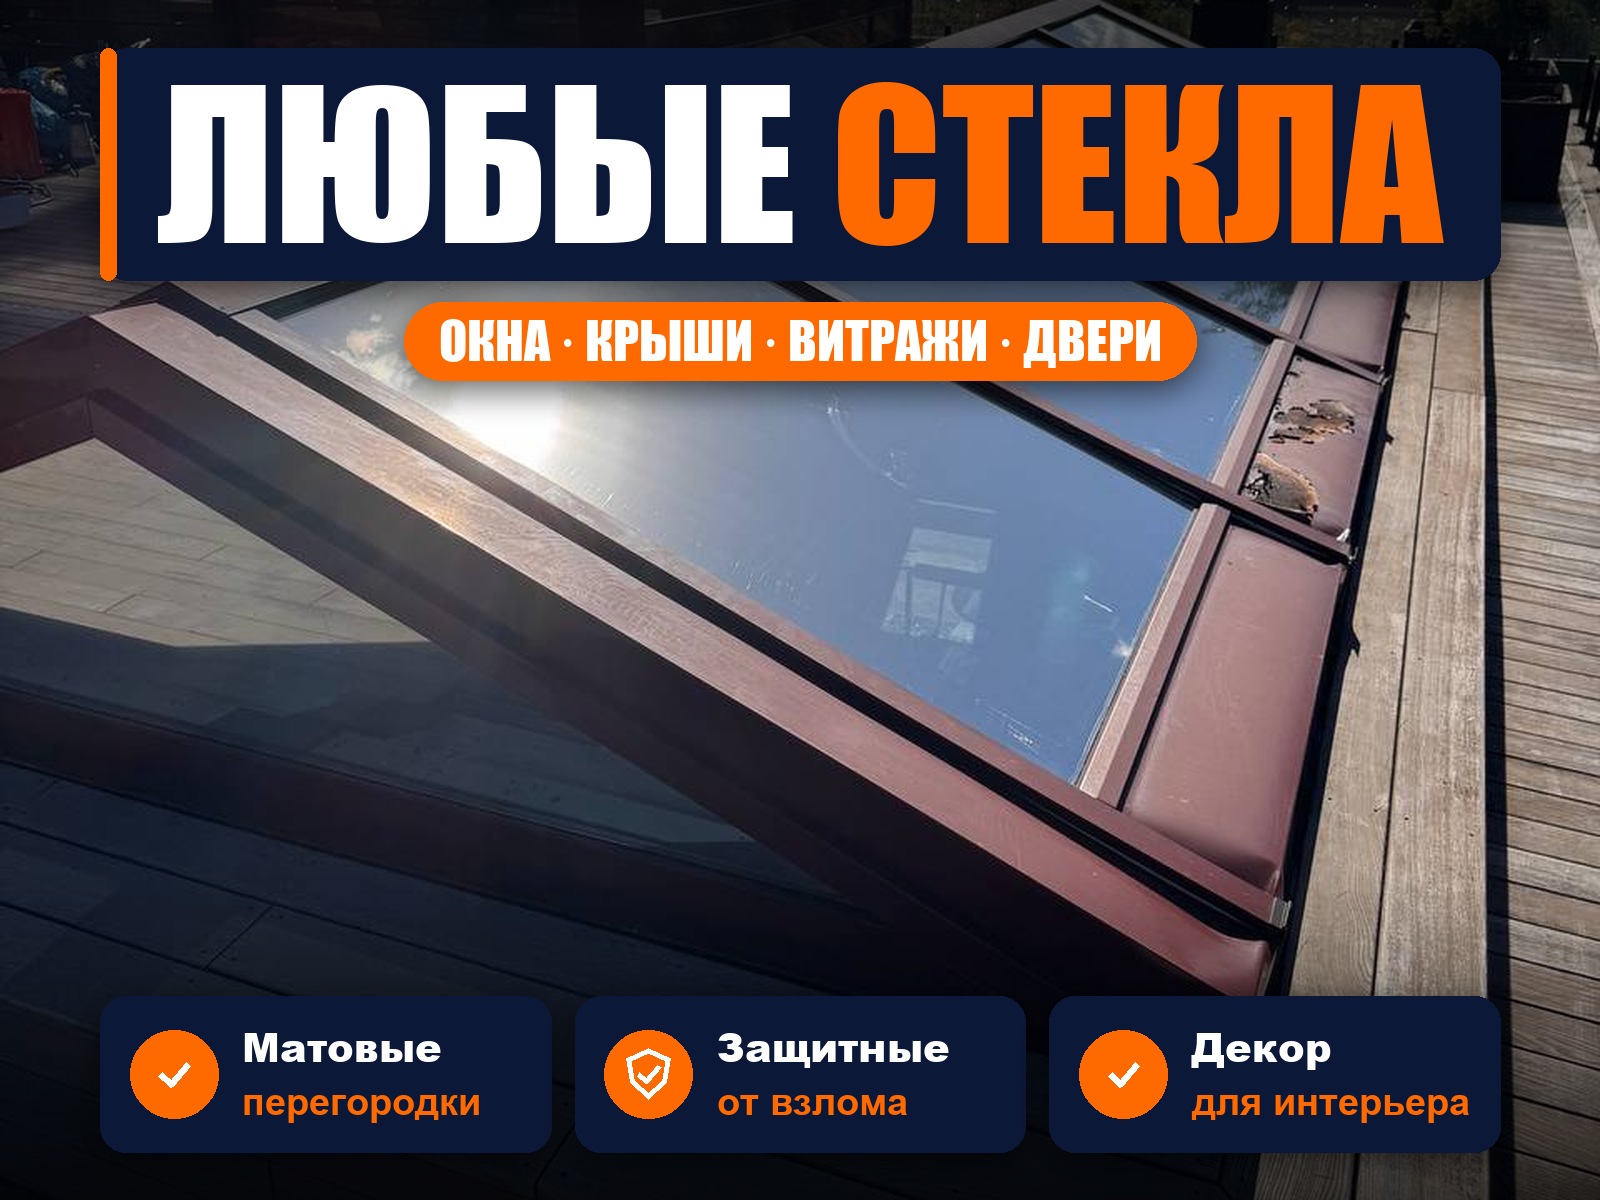 ЛЮБЫЕ СТЕКЛА
ОКНА · КРЫШИ · ВИТРАЖИ · ДВЕРИ
Матовые
перегородки
Защитные
от взлома
Декор
для интерьера